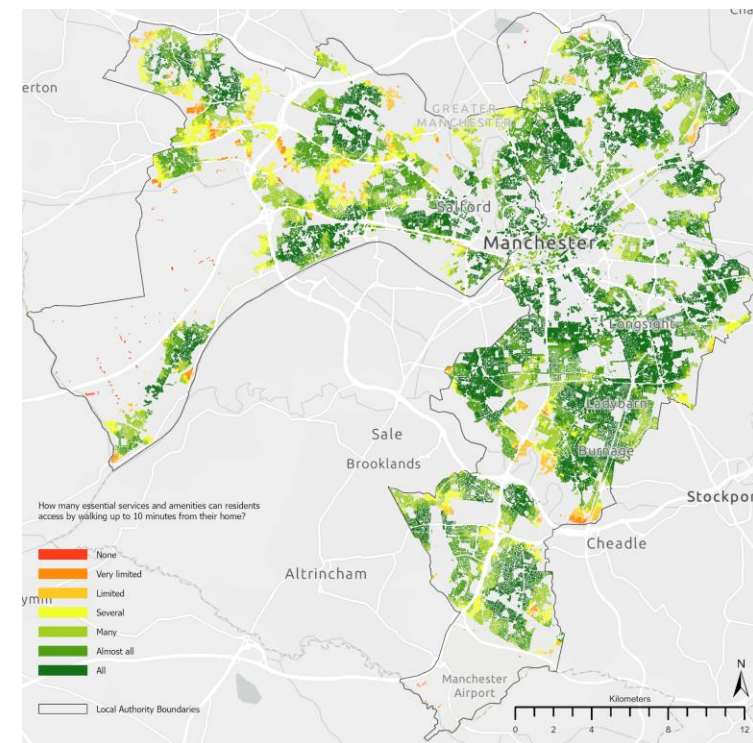 Cha
erton
GREATER
MANCHESTER
Salford
Manchester
Longsight
Ladybarn
Sale
Brooklands
Burnage
Stockpor
Cheadle
Altrincham
ymm
Manchester
Airport
How many essential services and amenities can residents
access by walking up to 10 minutes from their home?
None
Very limited
Limited
Several
Many
Almost all
All
Local Authority Boundaries
N
Kilometers
0 2 4 8 12